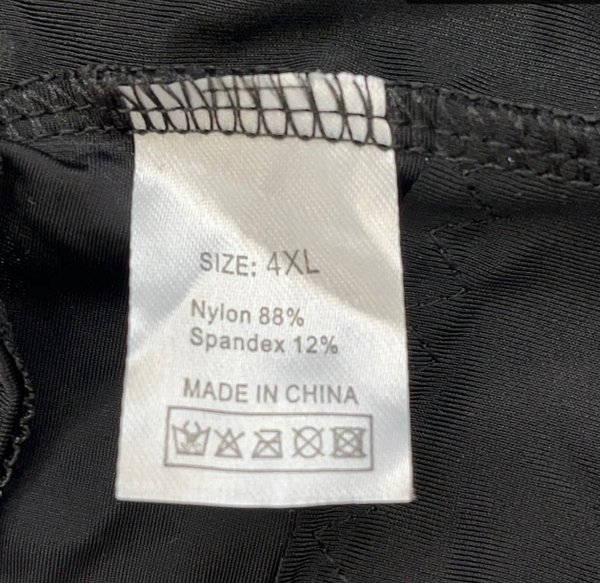 SIZE: 4XL
Nylon 88%
Spandex 12%
MADE IN CHINA